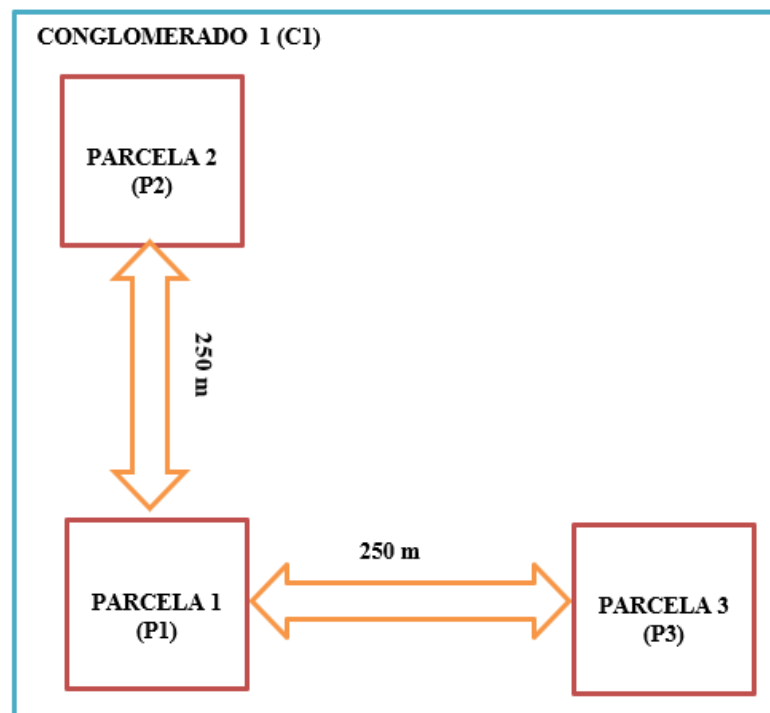 CONGLOMERADO 1 (C1)
PARCELA 2
(P2)
250 m
250 m
PARCELA 1
(P1)
PARCELA 3
(P3)